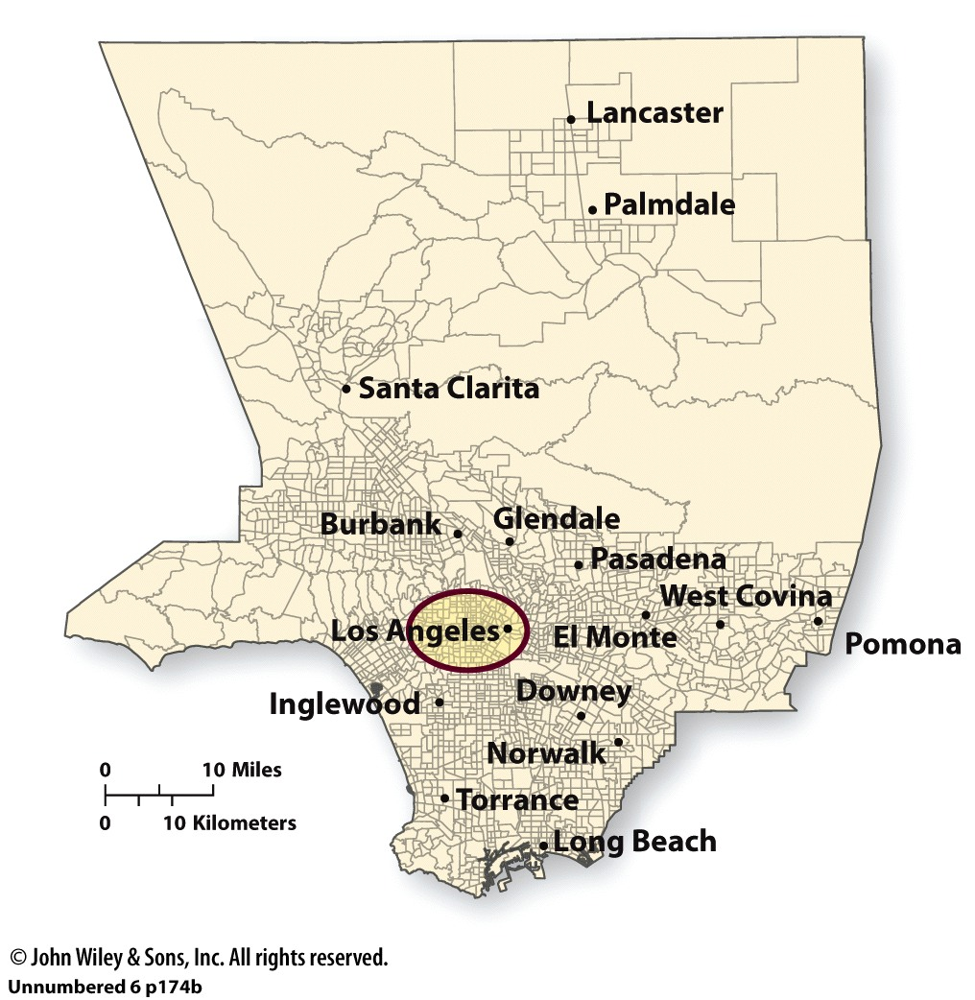 Lancaster
Palmdale
Santa Clarita
Burbank
Glendale
Pasadena
West Covina
Los Angeles
El Monte
Pomona
Inglewood
Downey
Norwalk
0 10 Miles
0 10 Kilometers
Torrance
Long Beach
© John Wiley & Sons, Inc. All rights reserved.
Unnumbered 6 p174b